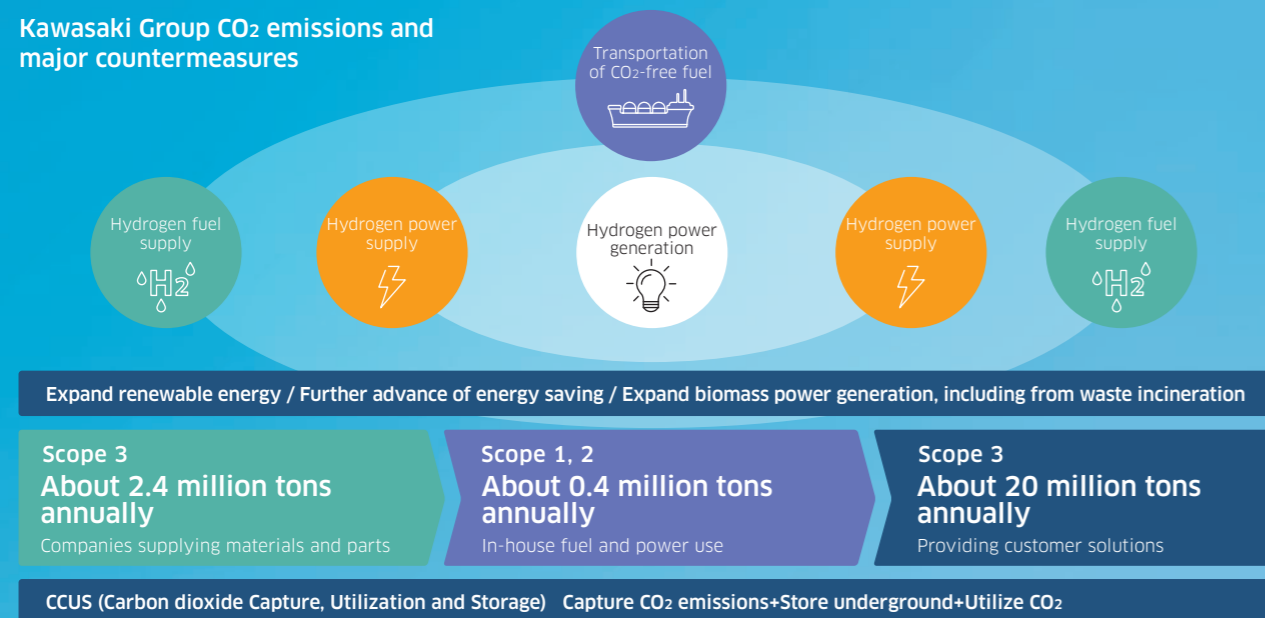 Kawasaki Group CO2 emissions and
major countermeasures
Transportation
of CO2-free fuel
Hydrogen fuel
supply
H2
Hydrogen power
supply
Hydrogen power
generation
Hydrogen power
supply
Hydrogen fuel
supply
H2
Expand renewable energy / Further advance of energy saving / Expand biomass power generation, including from waste incineration
Scope 3
About 2.4 million tons
annually
Companies supplying materials and parts
Scope 1, 2
About 0.4 million tons
annually
In-house fuel and power use
Scope 3
About 20 million tons
annually
Providing customer solutions
CCUS (Carbon dioxide Capture, Utilization and Storage) Capture CO2 emissions+Store underground+Utilize CO2